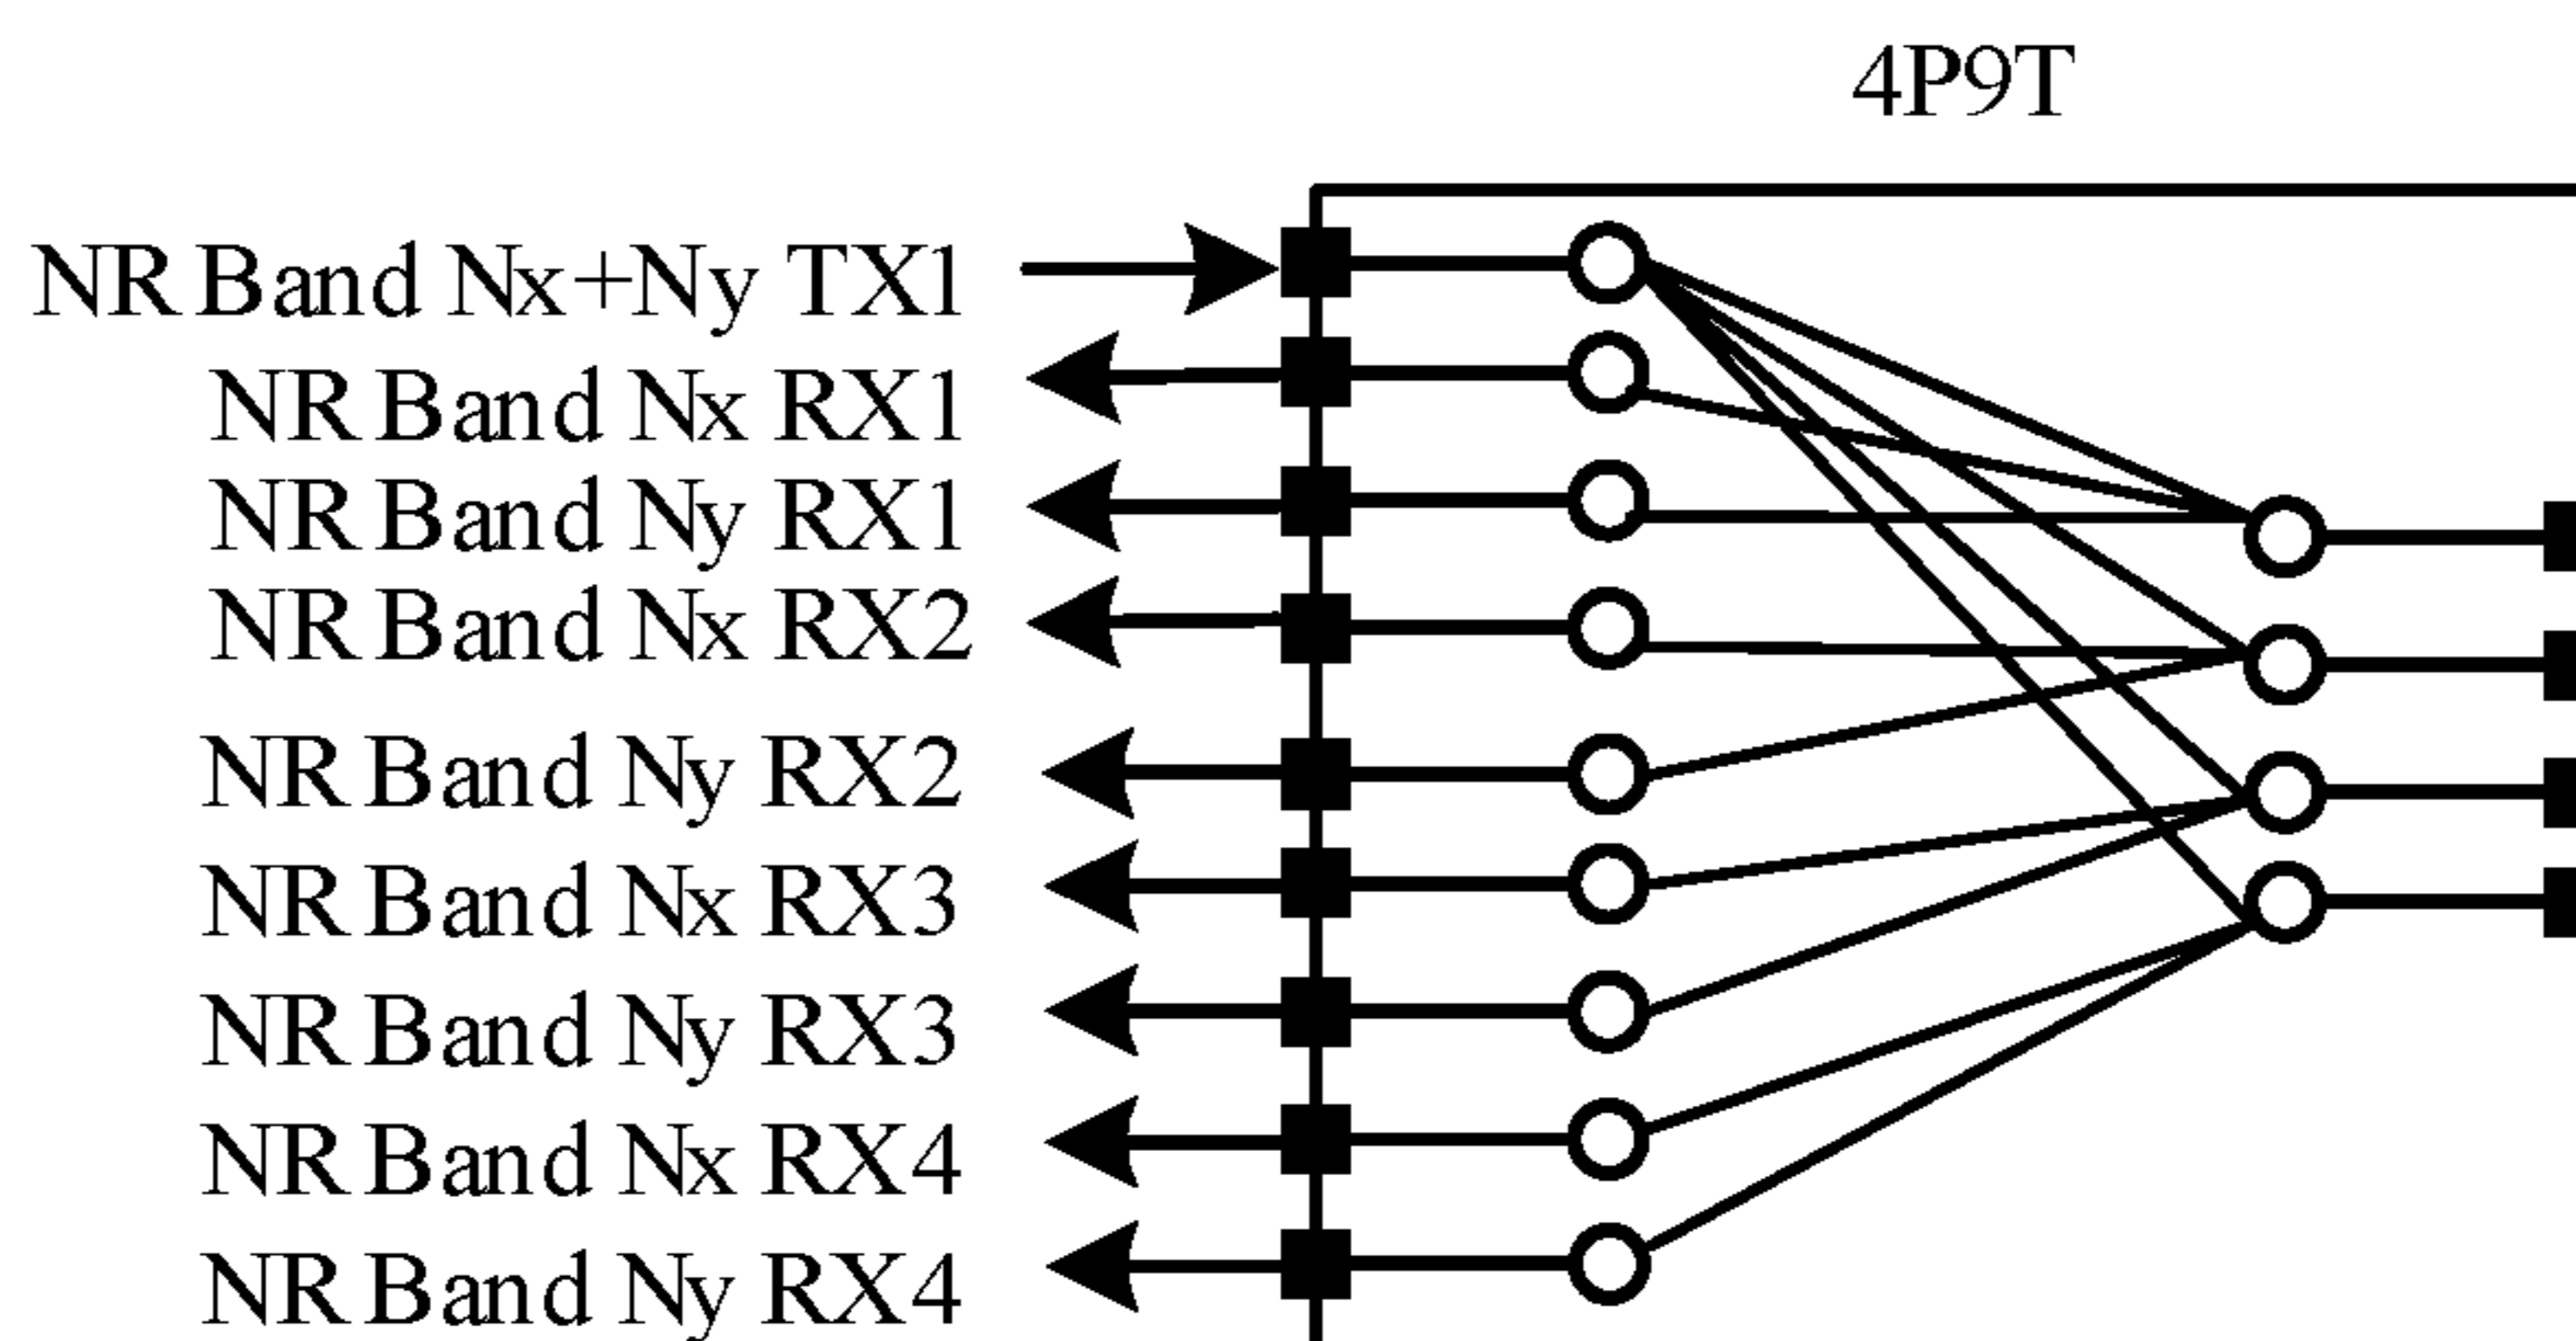 4P9T
NR Band Nx+Ny TX1
NR Band Nx RX1
NR Band Ny RX1
NR Band Nx RX2
NR Band Ny RX2
NR Band Nx RX3
NR Band Ny RX3
NR Band Nx RX4
NR Band Ny RX4